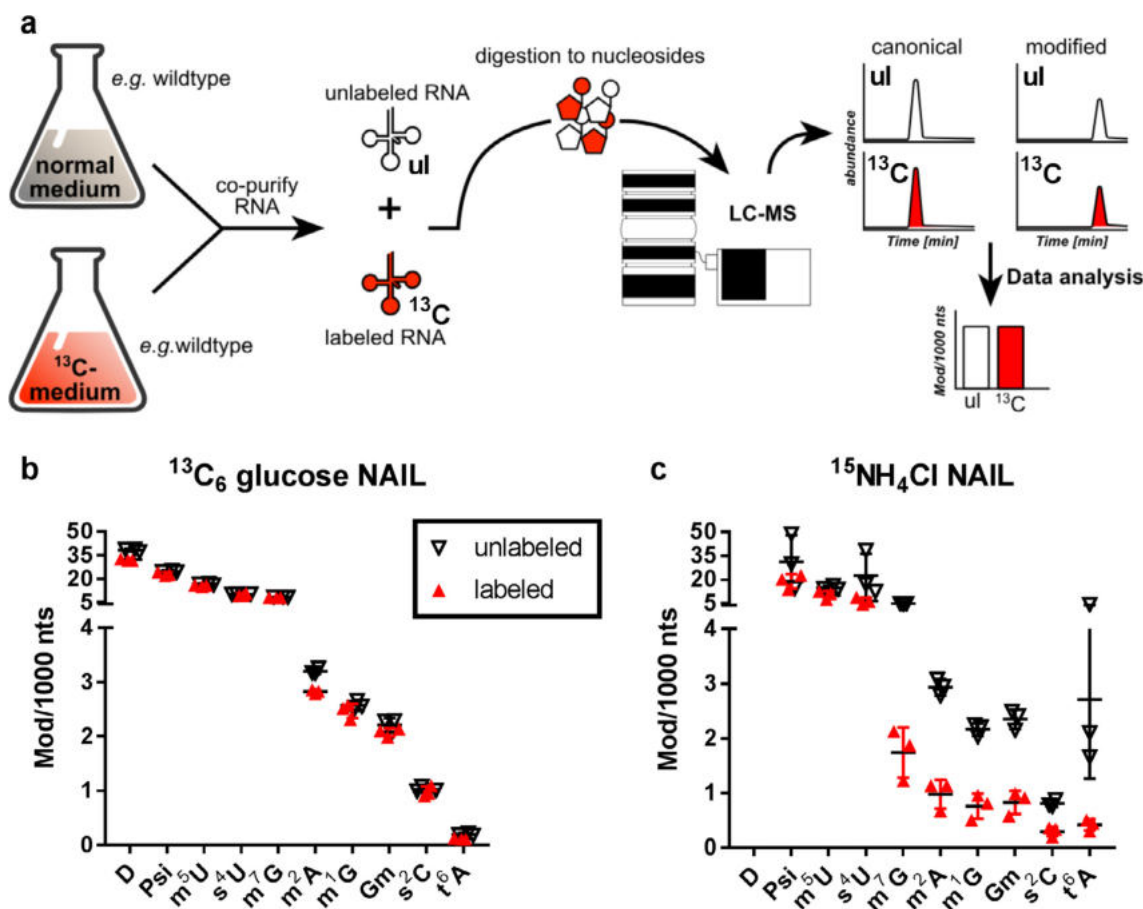 a
e.g. wildtype
normal
medium
13C-
medium
e.g.wildtype
co-purify
RNA
unlabeled RNA
ul
+
13C
labeled RNA
digestion to nucleosides
LC-MS
canonical
modified
ul
ul
13C
13C
abundance
Time [min]
Time [min]
Data analysis
Mod/1000 nts
ul
13C
b
13C6 glucose NAIL
unlabeled
labeled
Mod/1000 nts
50
35
20
5
4
3
2
1
0
D
Psi
m5U
s4U
m7G
m2A
m1G
Gm
s2C
t6A
c
15NH4Cl NAIL
Mod/1000 nts
50
35
20
5
4
3
2
1
0
D
Psi
m5U
s4U
m7G
m2A
m1G
Gm
s2C
t6A